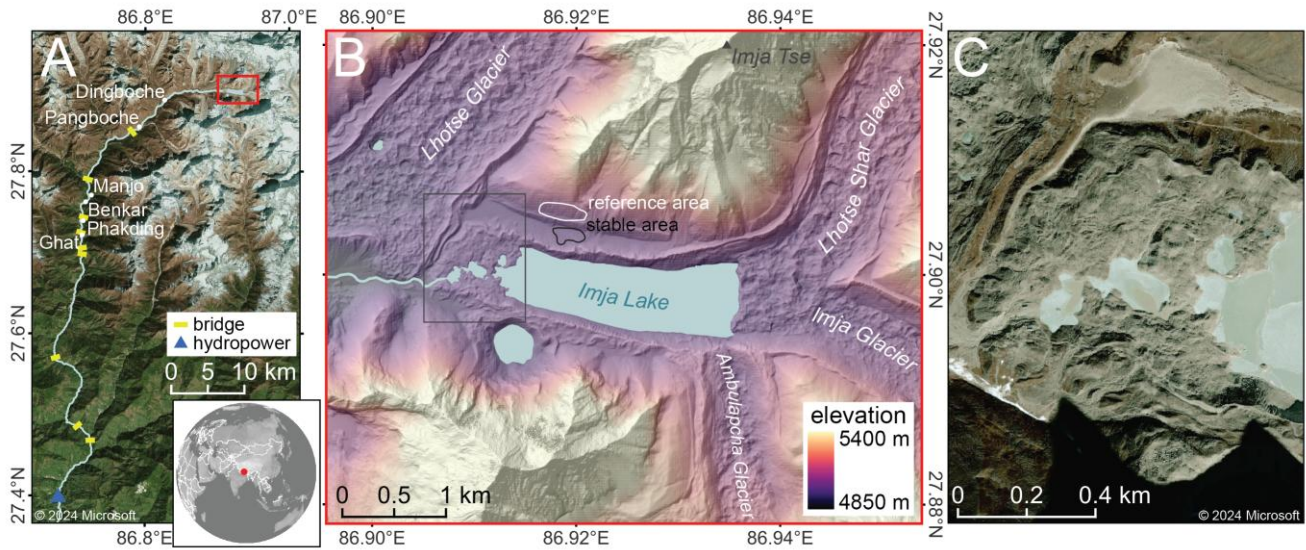 86.8°E
87.0°E
A
Dingboche
Pangboche
Manjo
Benkar
Phakding
Ghat
27.8°N
27.6°N
27.4°N
bridge
hydropower
0 5 10 km
© 2024 Microsoft
86.8°E
86.90°E
86.92°E
86.94°E
B
Imja Tse
Lhotse Glacier
Lhotse Shar Glacier
reference area
stable area
Imja Lake
Imja Glacier
Ambulapcha Glacier
elevation
5400 m
4850 m
0 0.5 1 km
86.90°E
86.92°E
86.94°E
27.92°N
27.90°N
27.88°N
C
0 0.2 0.4 km
© 2024 Microsoft